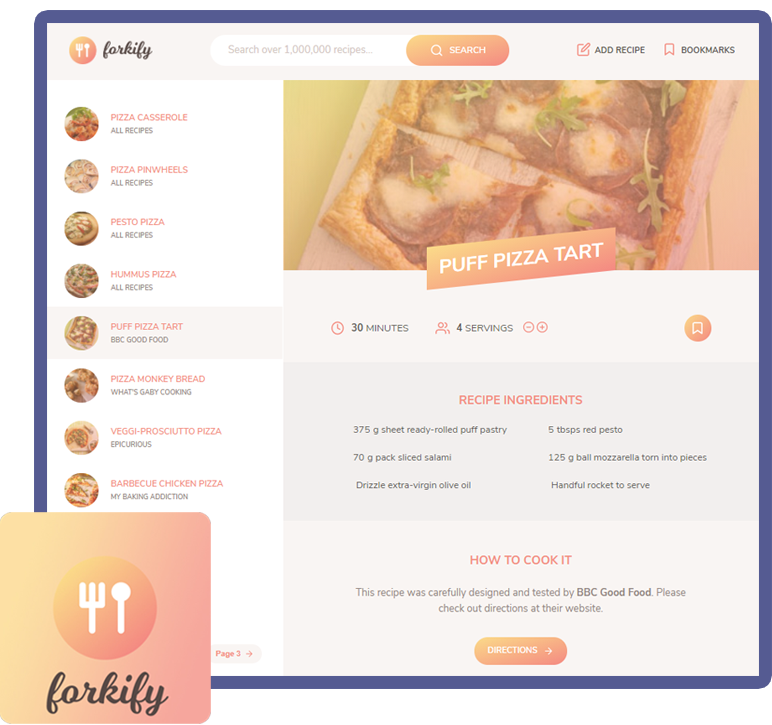 forkify
Search over 1,000,000 recipes...
SEARCH
ADD RECIPE
BOOKMARKS
PIZZA CASSEROLE
ALL RECIPES
PIZZA PINWHEELS
ALL RECIPES
PESTO PIZZA
ALL RECIPES
HUMMUS PIZZA
ALL RECIPES
PUFF PIZZA TART
BBC GOOD FOOD
PIZZA MONKEY BREAD
WHAT'S GABY COOKING
VEGGI-PROSCIUTTO PIZZA
EPICURIOUS
BARBECUE CHICKEN PIZZA
MY BAKING ADDICTION
Page 3
PUFF PIZZA TART
30 MINUTES
4 SERVINGS
RECIPE INGREDIENTS
375 g sheet ready-rolled puff pastry
5 tbsps red pesto
70 g pack sliced salami
125 g ball mozzarella torn into pieces
Drizzle extra-virgin olive oil
Handful rocket to serve
HOW TO COOK IT
This recipe was carefully designed and tested by BBC Good Food. Please
check out directions at their website.
DIRECTIONS
forkify